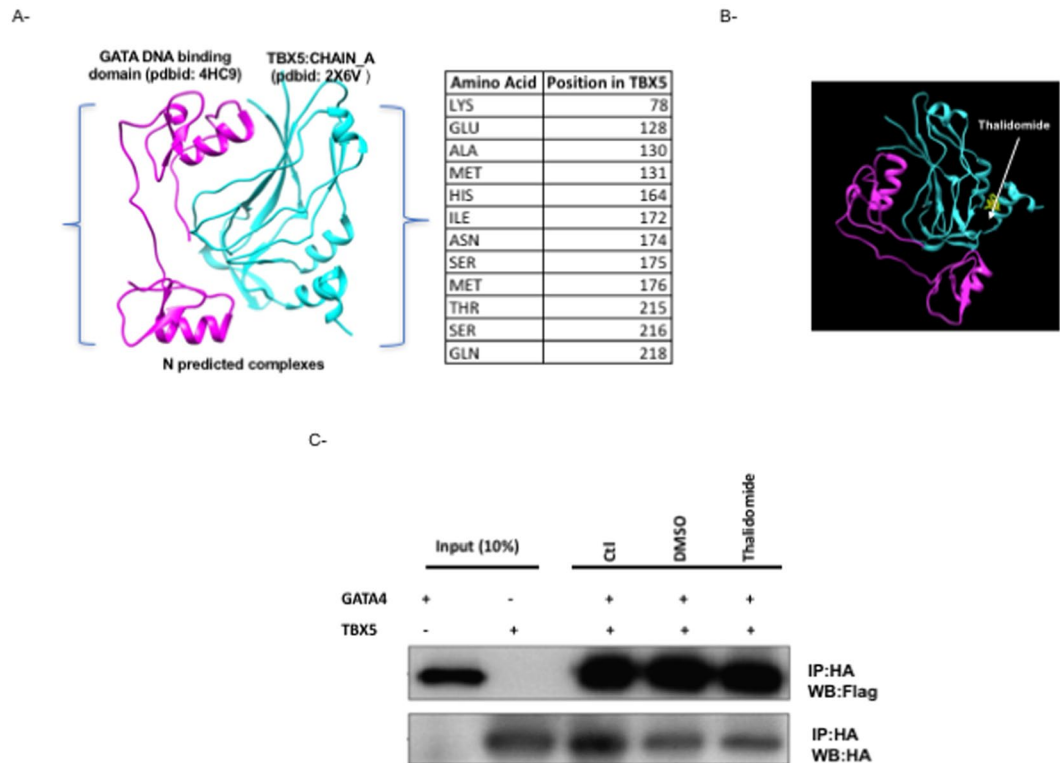 A-
B-
GATA DNA binding
domain (pdbid: 4HC9)
TBX5:CHAIN_A
(pdbid: 2X6V )
N predicted complexes
Amino Acid Position in TBX5
LYS 78
GLU 128
ALA 130
MET 131
HIS 164
ILE 172
ASN 174
SER 175
MET 176
THR 215
SER 216
GLN 218
Thalidomide
C-
Input (10%)
Ctl
DMSO
Thalidomide
GATA4 + - + + +
TBX5 - + + + +
IP:HA
WB:Flag
IP:HA
WB:HA